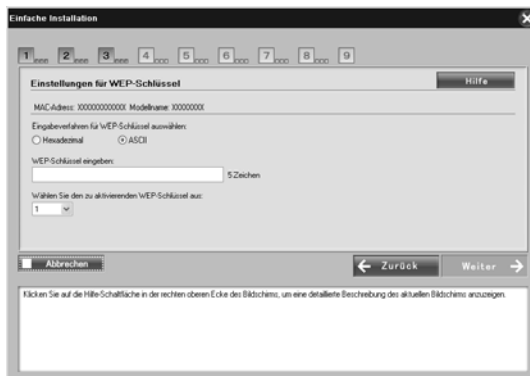 Einfache Installation
1 2 3 4 5 6 7 8 9
Einstellungen für WEP-Schlüssel
Hilfe
MAC-Adress: XXXXXXXXXXXX Modellname: XXXXXXXX
Eingabeverfahren für WEP-Schlüssel auswählen:
Hexadezimal ASCII
WEP-Schlüssel eingeben:
5 Zeichen
Wählen Sie den zu aktivierenden WEP-Schlüssel aus:
1
Abbrechen
Zurück
Weiter
Klicken Sie auf die Hilfe-Schaltfläche in der rechten oberen Ecke des Bildschirms, um eine detaillierte Beschreibung des aktuellen Bildschirms anzuzeigen.